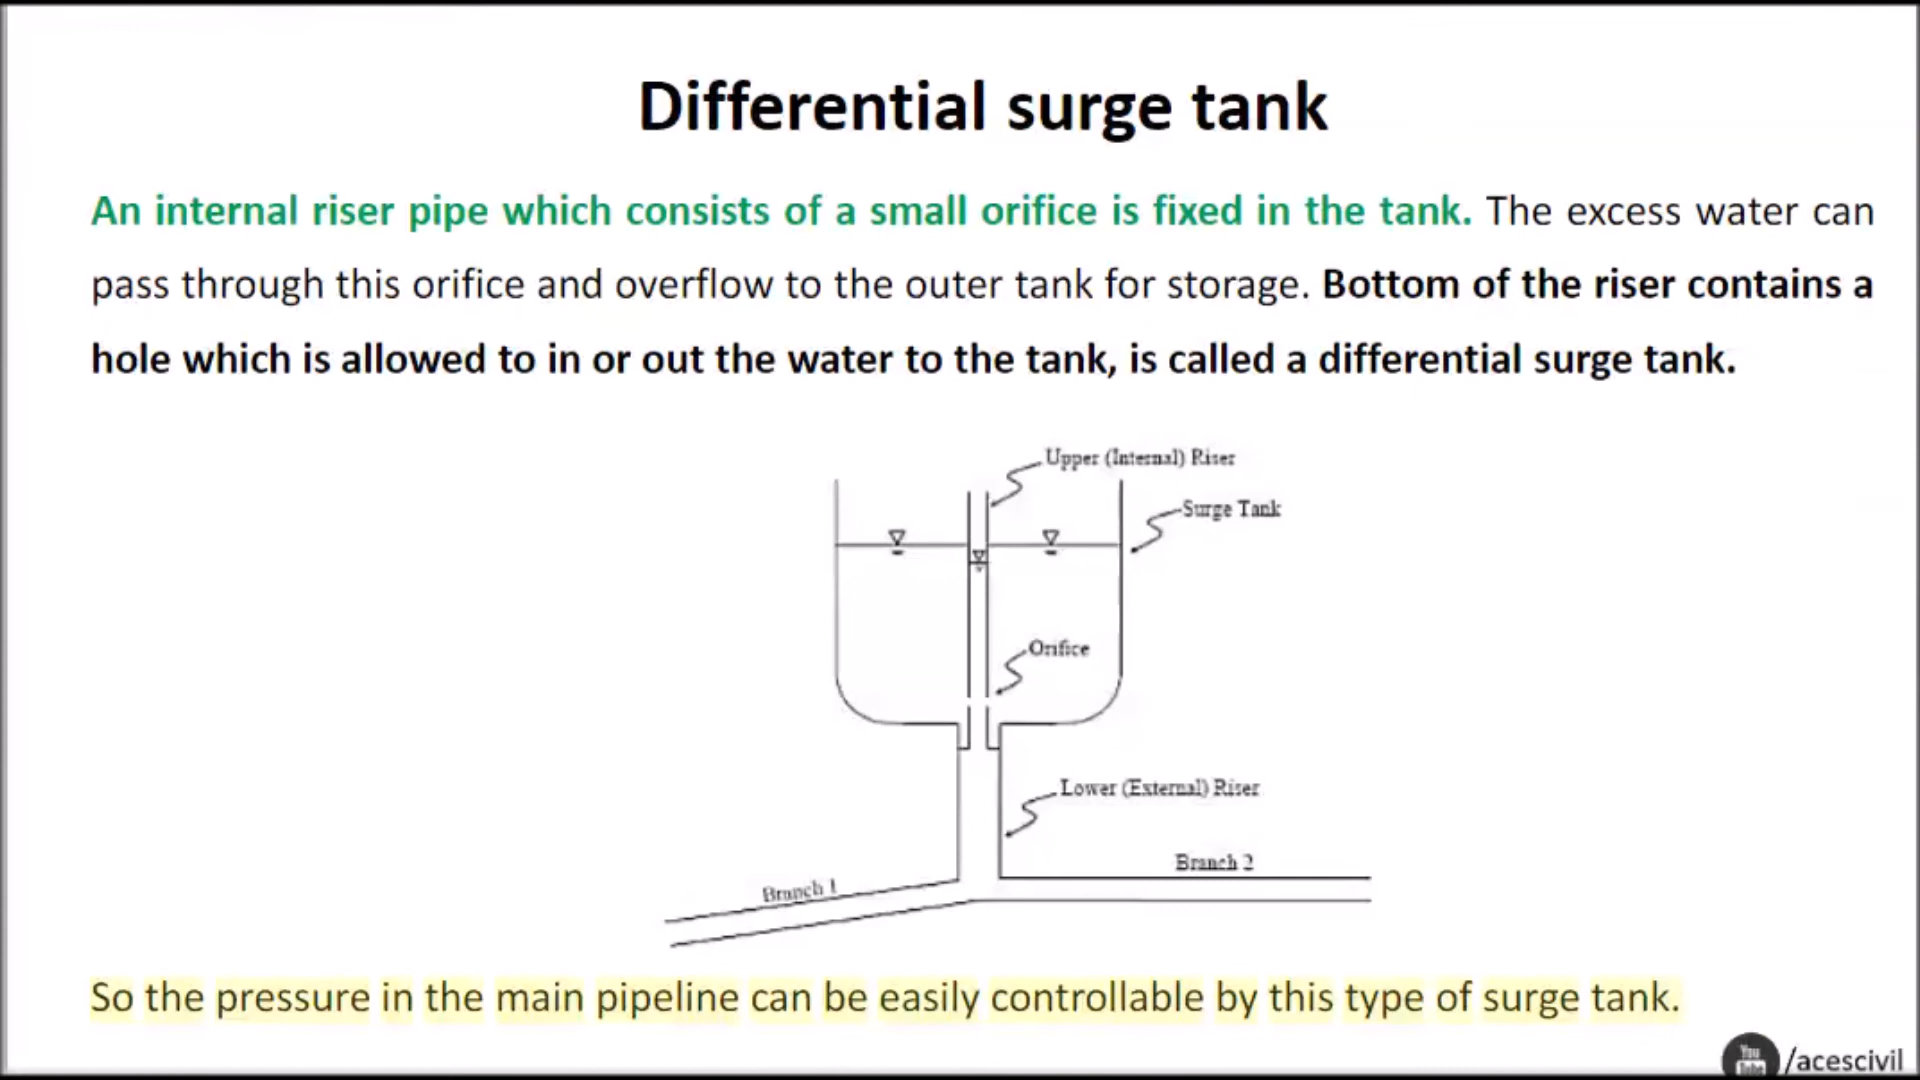 Differential surge tank
An internal riser pipe which consists of a small orifice is fixed in the tank. The excess water can
pass through this orifice and overflow to the outer tank for storage. Bottom of the riser contains a
hole which is allowed to in or out the water to the tank, is called a differential surge tank.
Upper (Internal) Riser
Surge Tank
Orifice
Lower (External) Riser
Branch 2
Branch 1
So the pressure in the main pipeline can be easily controllable by this type of surge tank.
You Tube /acescivil